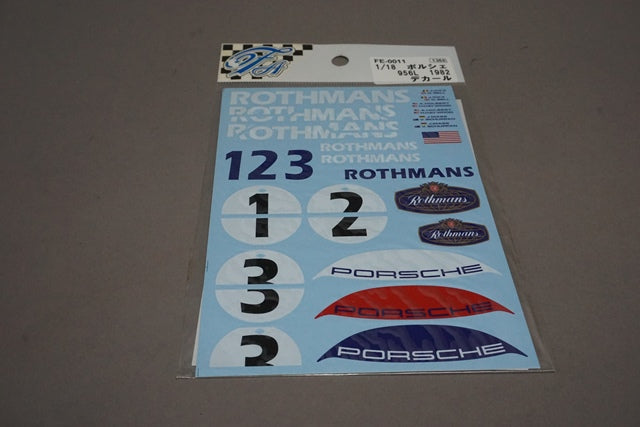 FE-0011
1/18 ポルシェ
956L 1982
デカール
ROTHMANS
ROTHMANS
ROTHMANS
ROTHMANS
ROTHMANS
123
ROTHMANS
1
2
Rothmans
Rothmans
3
3
PORSCHE
PORSCHE
PORSCHE